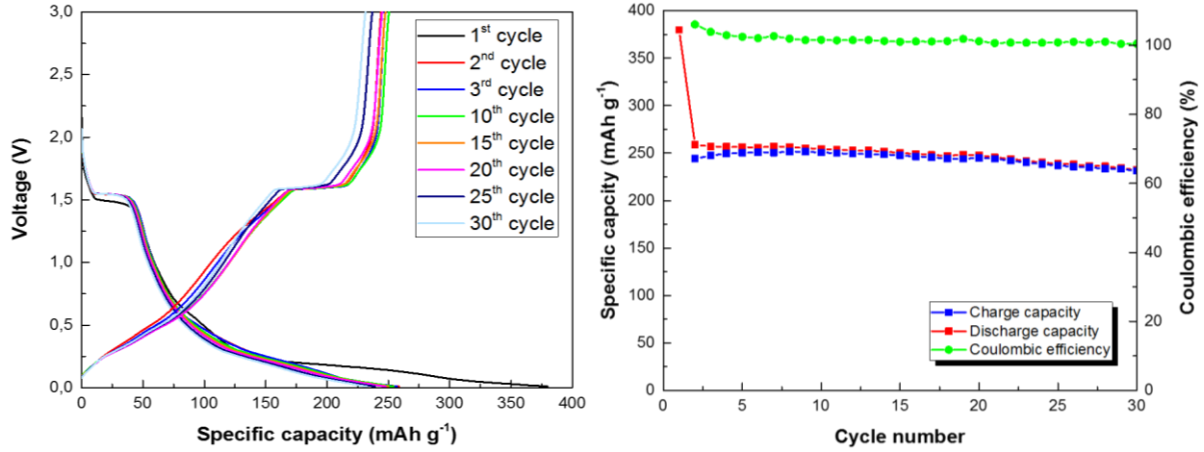 3,0
2,5
2,0
1,5
1,0
0,5
0,0
Voltage (V)
1st cycle
2nd cycle
3rd cycle
10th cycle
15th cycle
20th cycle
25th cycle
30th cycle
0 50 100 150 200 250 300 350 400
Specific capacity (mAh g-1)
400
350
300
250
200
150
100
50
0
Specific capcity (mAh g-1)
Charge capacity
Discharge capacity
Coulombic efficiency
100
80
60
40
20
0
Coulombic efficiency (%)
0 5 10 15 20 25 30
Cycle number